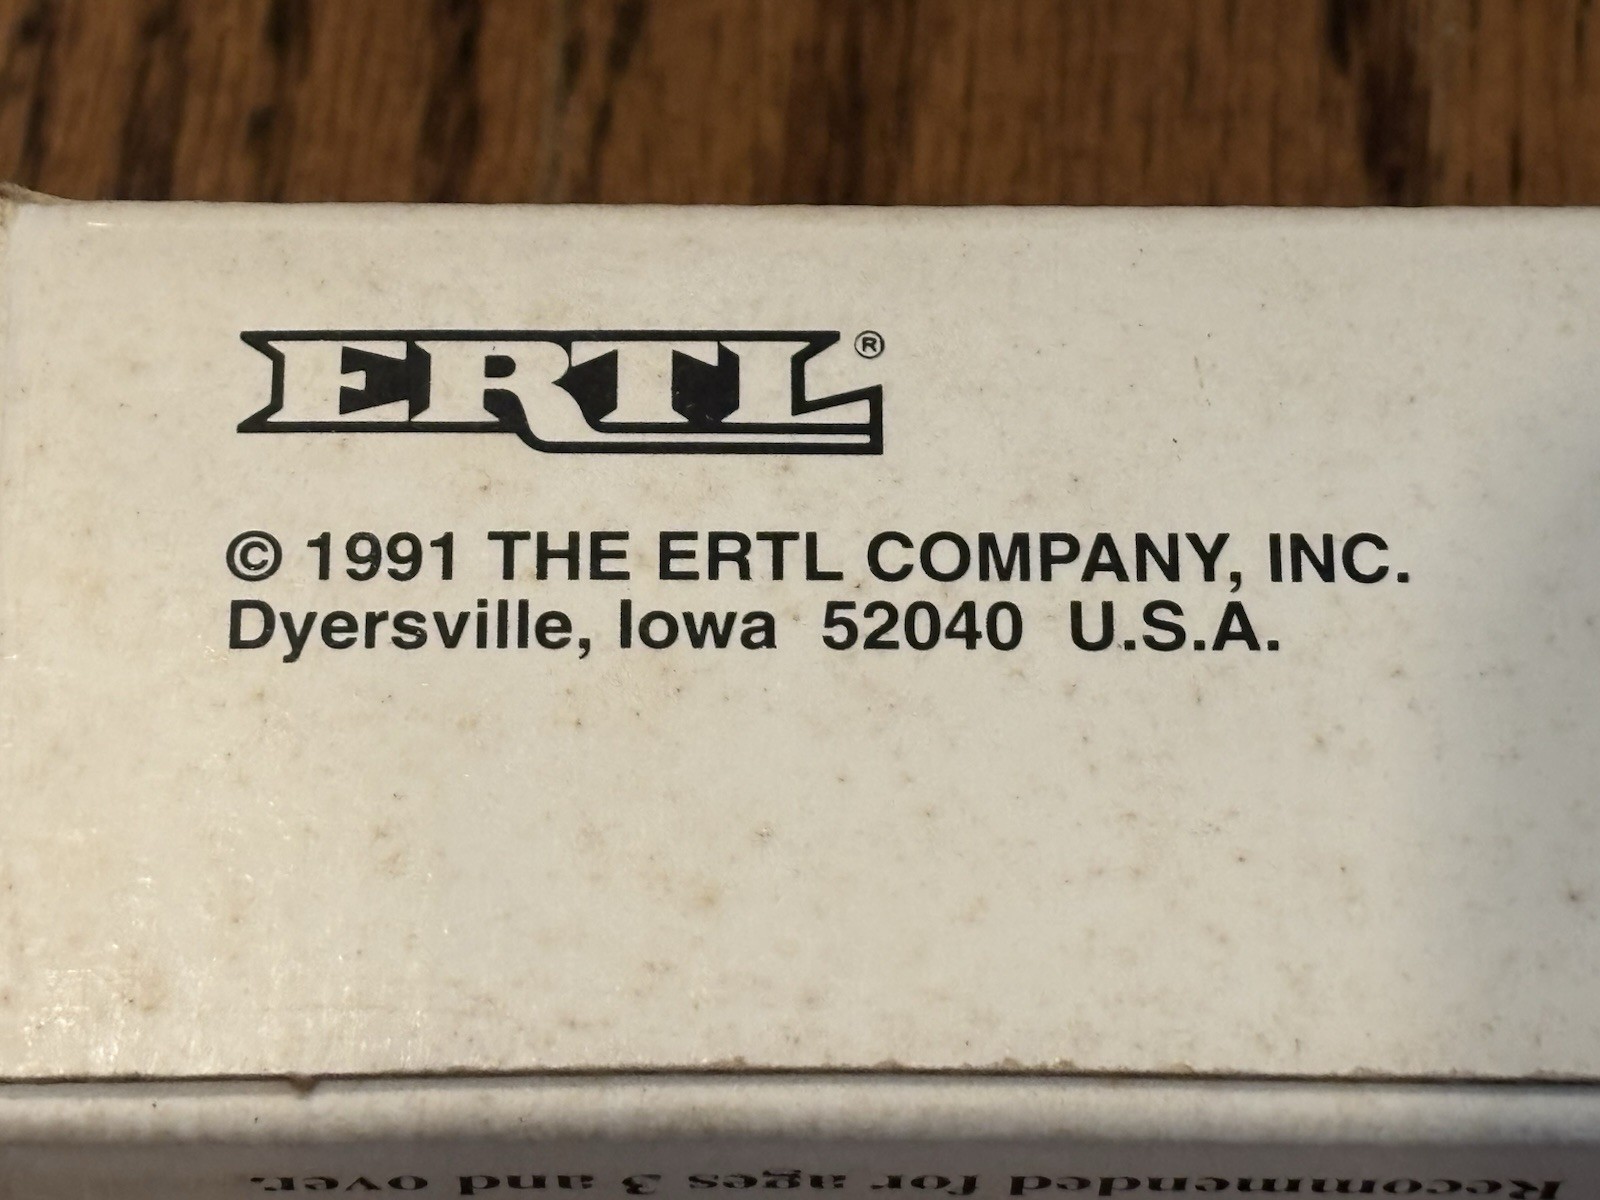 ERTL®
© 1991 THE ERTL COMPANY, INC.
Dyersville, Iowa 52040 U.S.A.
Recommended for ages 3 and over.